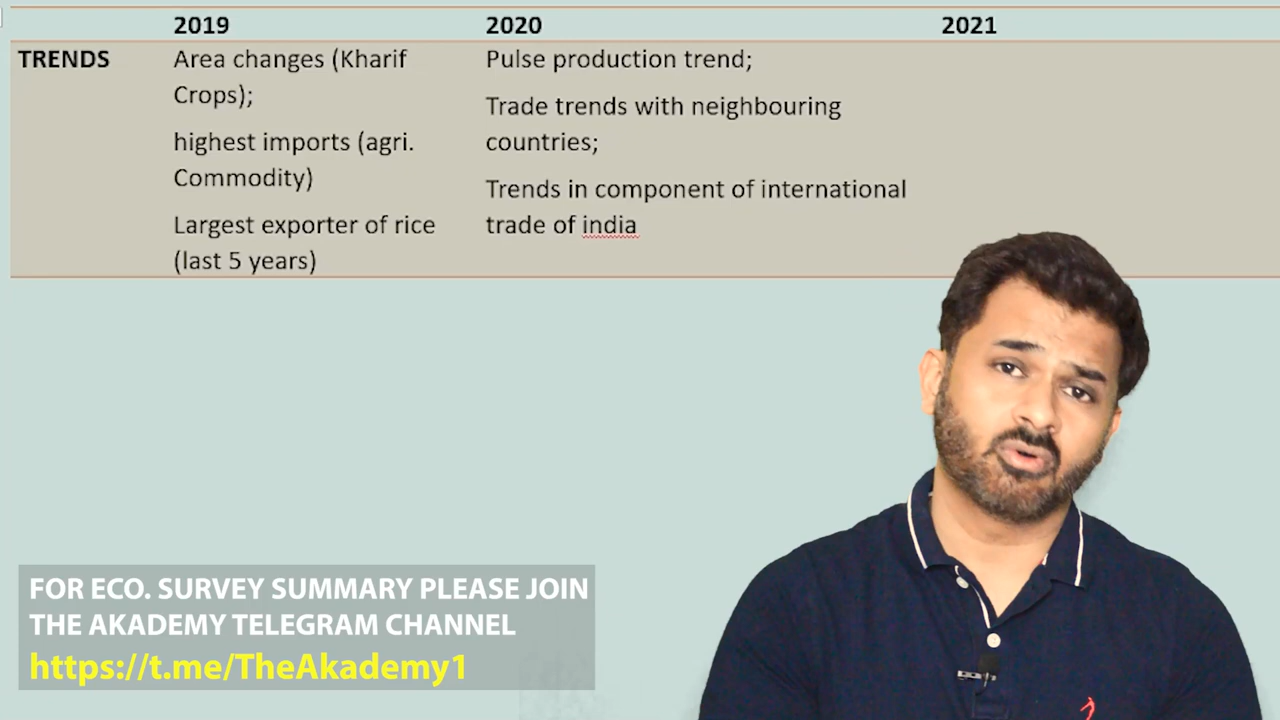 2019 2020 2021
TRENDS
Area changes (Kharif
Crops);
highest imports (agri.
Commodity)
Largest exporter of rice
(last 5 years)
Pulse production trend;
Trade trends with neighbouring
countries;
Trends in component of international
trade of india
FOR ECO. SURVEY SUMMARY PLEASE JOIN
THE AKADEMY TELEGRAM CHANNEL
https://t.me/TheAkademy1